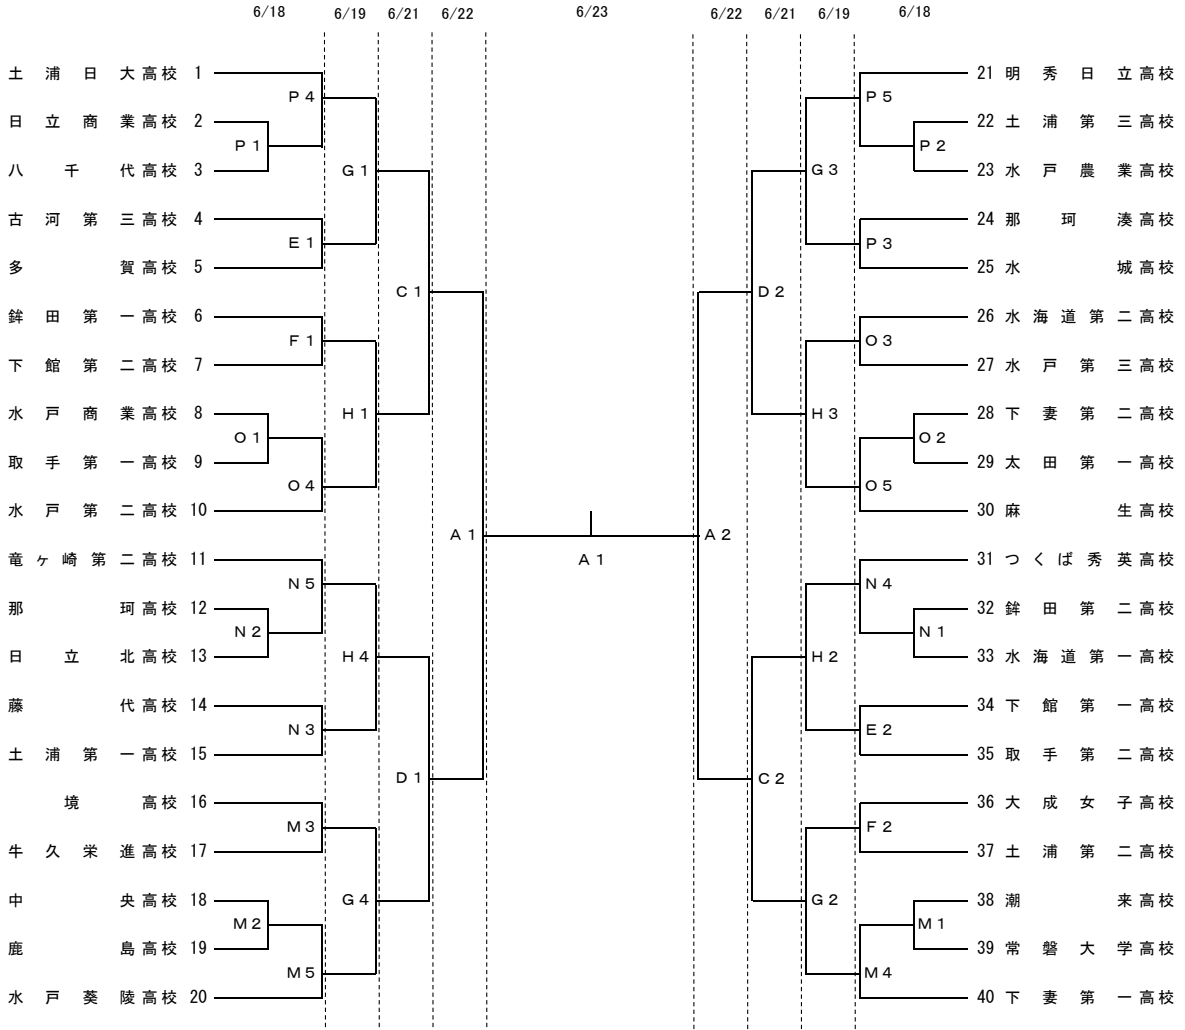 6/18 6/19 6/21 6/22 6/23 6/22 6/21 6/19 6/18
土浦日大高校 1
P4
日立商業高校 2
P1
八千代高校 3
G1
古河第三高校 4
E1
多賀高校 5
C1
鉾田第一高校 6
F1
下館第二高校 7
水戸商業高校 8
H1
O1
取手第一高校 9
O4
水戸第二高校 10
A1
竜ヶ崎第二高校 11
N5
那珂高校 12
N2
日立北高校 13
H4
藤代高校 14
N3
土浦第一高校 15
D1
境高校 16
M3
牛久栄進高校 17
中央高校 18
G4
M2
鹿島高校 19
M5
水戸葵陵高校 20
A1
21 明秀日立高校
P5
22 土浦第三高校
P2
23 水戸農業高校
G3
24 那珂湊高校
P3
25 水城高校
D2
26 水海道第二高校
O3
27 水戸第三高校
28 下妻第二高校
H3
O2
29 太田第一高校
O5
30 麻生高校
A2
31 つくば秀英高校
N4
32 鉾田第二高校
N1
33 水海道第一高校
H2
34 下館第一高校
E2
35 取手第二高校
C2
36 大成女子高校
F2
37 土浦第二高校
38 潮来高校
G2
M1
39 常磐大学高校
M4
40 下妻第一高校